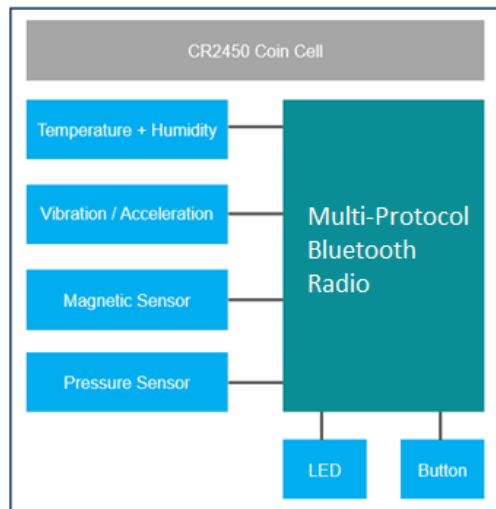 CR2450 Coin Cell
Temperature + Humidity
Vibration / Acceleration
Magnetic Sensor
Pressure Sensor
Multi-Protocol
Bluetooth
Radio
LED
Button